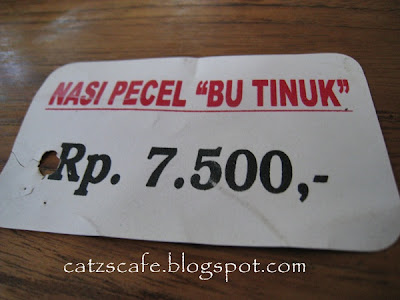 NASI PECEL “BU TINUK”
Rp. 7.500,-
catzscafe.blogspot.com